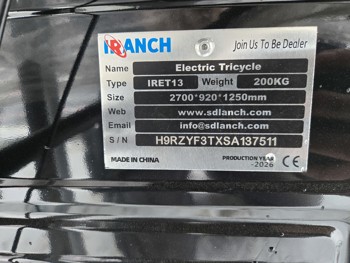 IRANCH Join Us To Be Dealer
Name Electric Tricycle
Type IRET13 Weight 200KG
Size 2700*920*1250mm
Web www.sdlanch.com
Email info@sdlanch.com
S / N H9RZYF3TXSA137511
MADE IN CHINA PRODUCTION YEAR CE
-2026